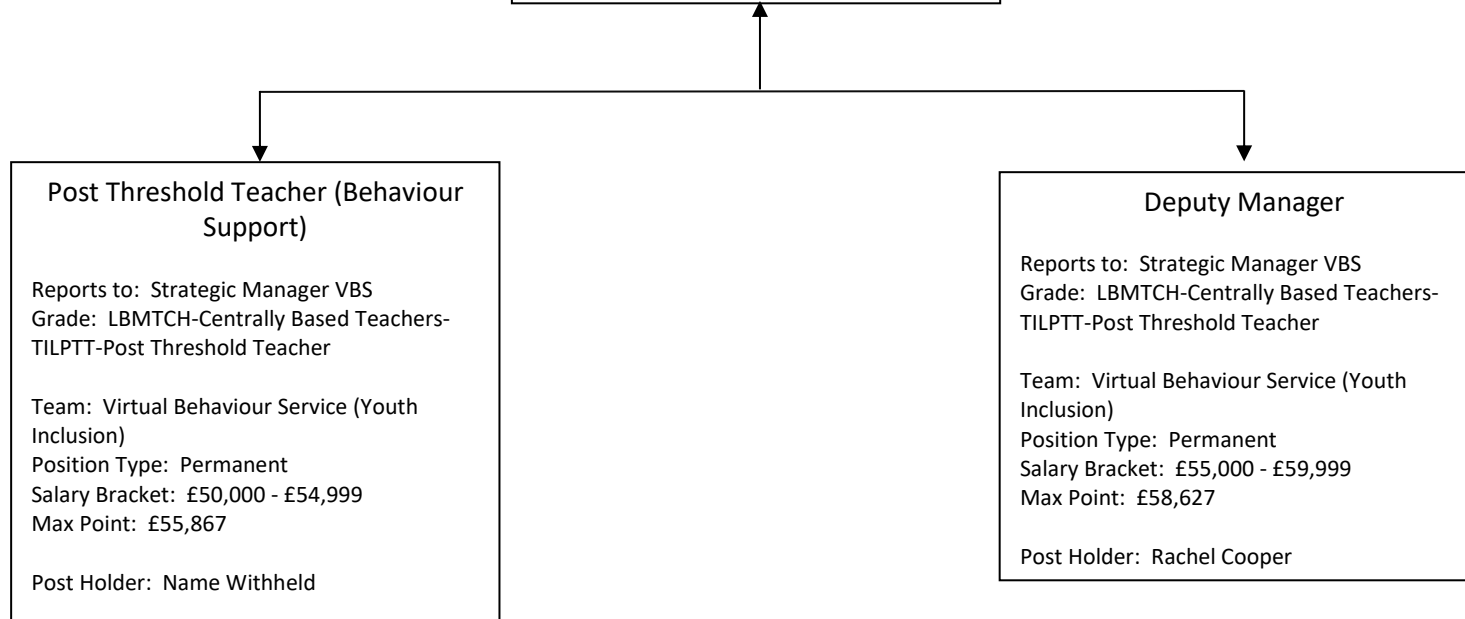 Post Threshold Teacher (Behaviour
Support)
Reports to: Strategic Manager VBS
Grade: LBMTCH-Centrally Based Teachers-
TILPTT-Post Threshold Teacher
Team: Virtual Behaviour Service (Youth
Inclusion)
Position Type: Permanent
Salary Bracket: £50,000 - £54,999
Max Point: £55,867
Post Holder: Name Withheld
Deputy Manager
Reports to: Strategic Manager VBS
Grade: LBMTCH-Centrally Based Teachers-
TILPTT-Post Threshold Teacher
Team: Virtual Behaviour Service (Youth
Inclusion)
Position Type: Permanent
Salary Bracket: £55,000 - £59,999
Max Point: £58,627
Post Holder: Rachel Cooper